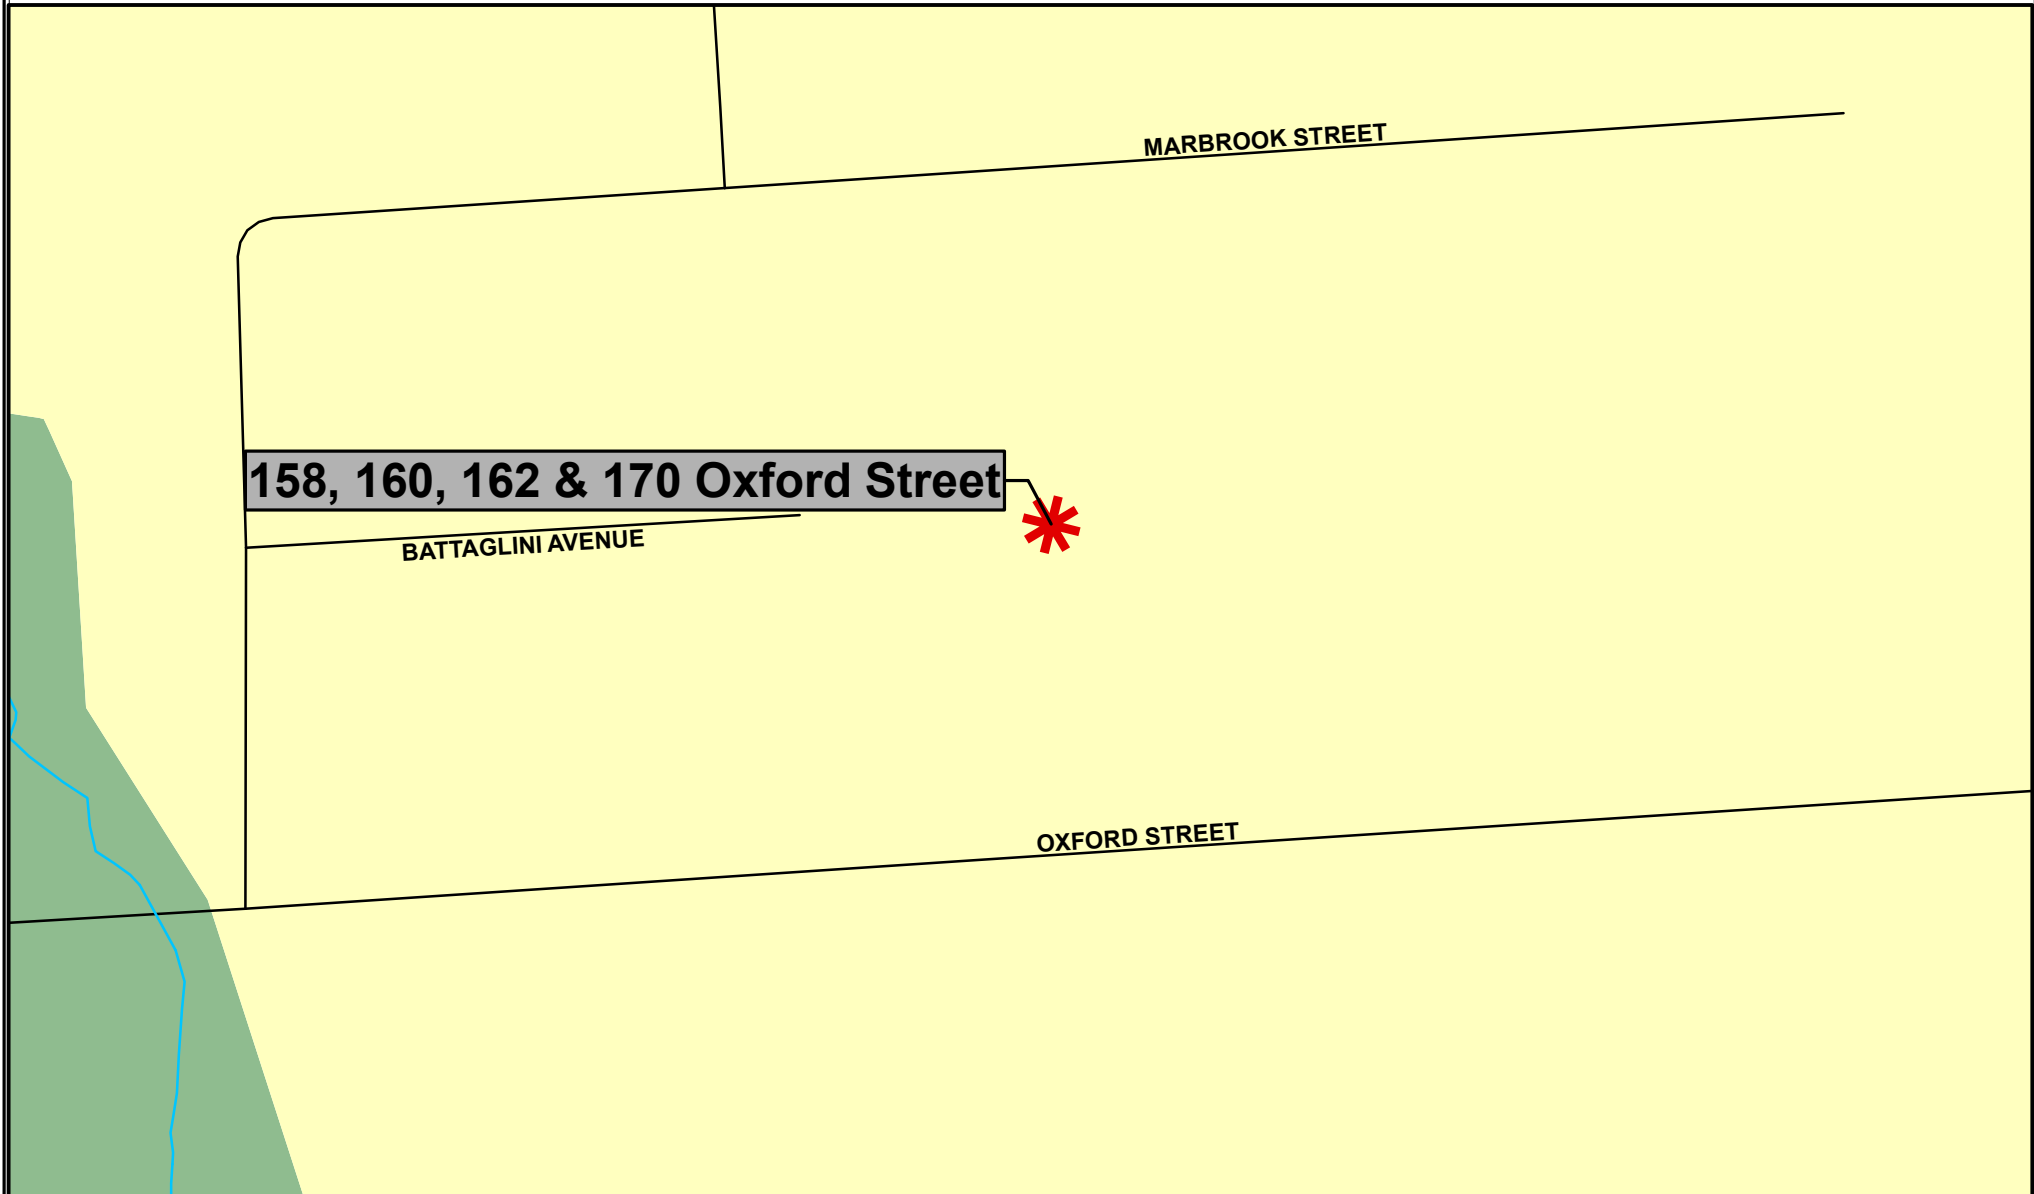 MARBROOK STREET
158, 160, 162 & 170 Oxford Street
BATTAGLINI AVENUE
OXFORD STREET